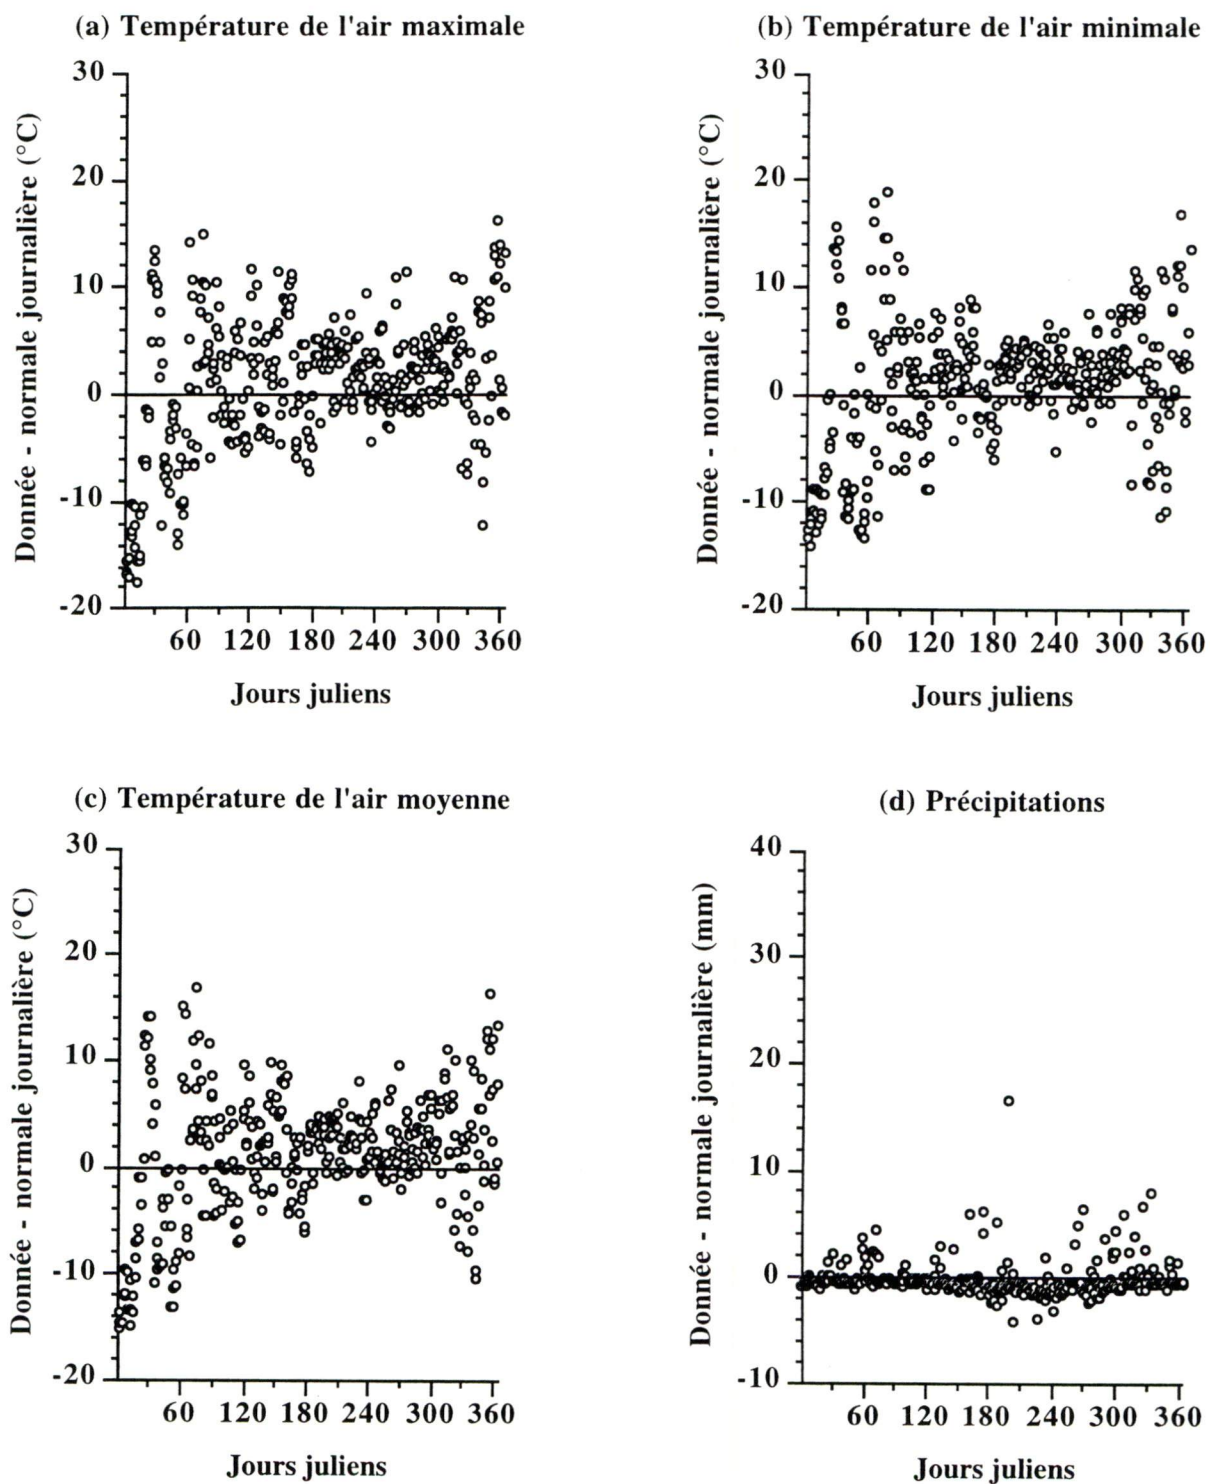 (a) Température de l'air maximale
Donnée - normale journalière (°C)
30
20
10
0
-10
-20
60 120 180 240 300 360
Jours juliens
(b) Température de l'air minimale
Donnée - normale journalière (°C)
30
20
10
0
-10
-20
60 120 180 240 300 360
Jours juliens
(c) Température de l'air moyenne
Donnée - normale journalière (°C)
30
20
10
0
-10
-20
60 120 180 240 300 360
Jours juliens
(d) Précipitations
Donnée - normale journalière (mm)
40
30
20
10
0
-10
60 120 180 240 300 360
Jours juliens